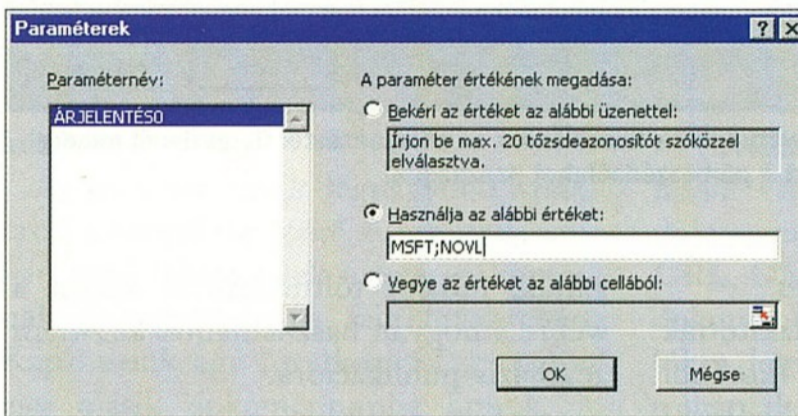 Paraméterek
Paraméternév:
ÁRJELENTÉS0
A paraméter értékének megadása:
Bekéri az értéket az alábbi üzenettel:
Írjon be max. 20 tőzsdeazonosítót szóközzel
elválasztva.
Használja az alábbi értéket:
MSFT;NOVL
Vegye az értéket az alábbi cellából:
OK
Mégse